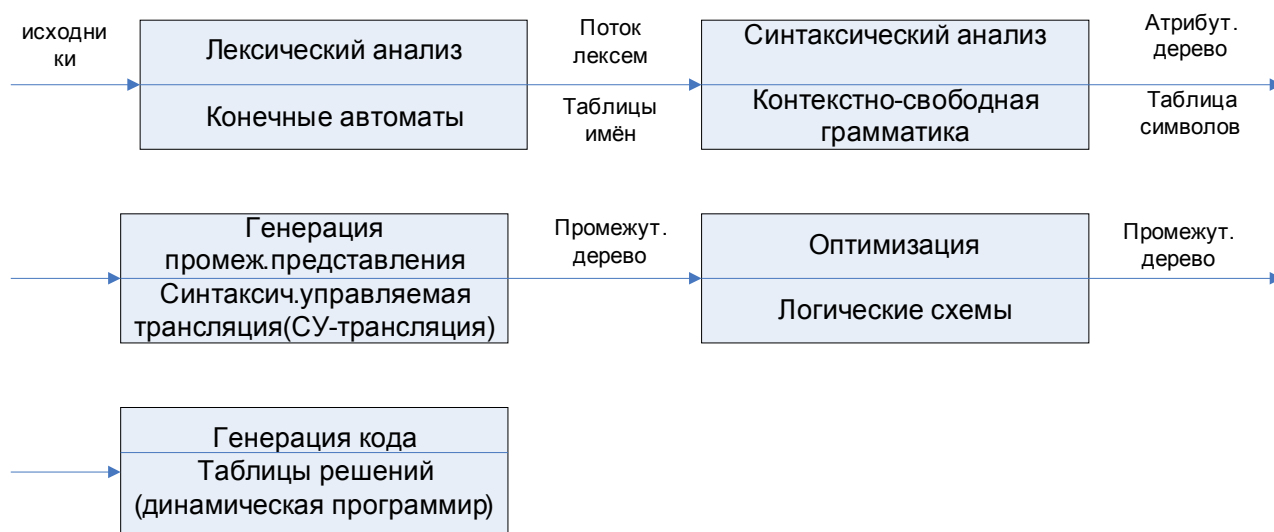 исходни
ки
Лексический анализ
Конечные автоматы
Поток
лексем
Таблицы
имён
Синтаксический анализ
Контекстно-свободная
грамматика
Атрибут.
дерево
Таблица
символов
Генерация
промеж.представления
Синтаксич.управляемая
трансляция(СУ-трансляция)
Промежут.
дерево
Оптимизация
Логические схемы
Промежут.
дерево
Генерация кода
Таблицы решений
(динамическая программир)